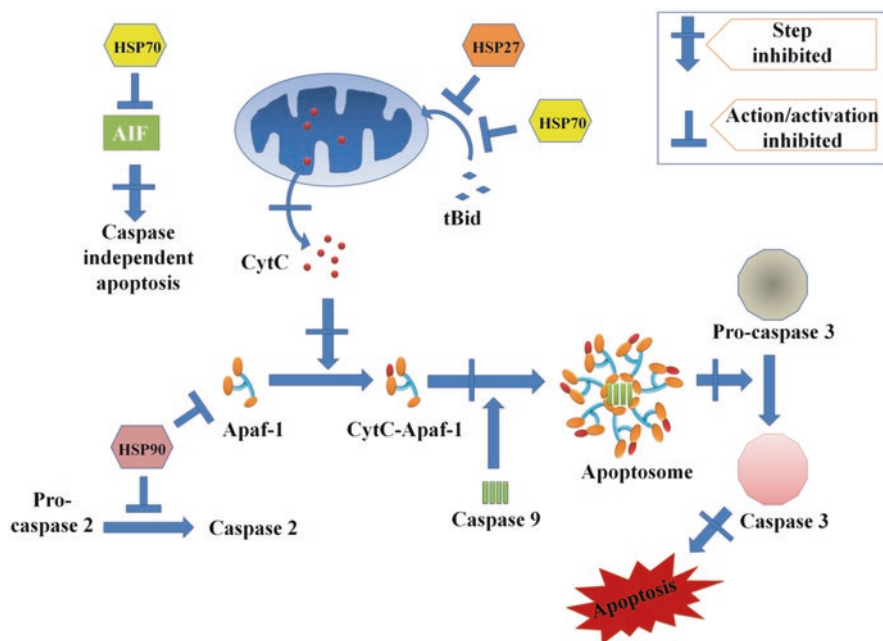 HSP70
AIF
Caspase
independent
apoptosis
HSP27
HSP70
tBid
CytC
Step
inhibited
Action/activation
inhibited
Pro-caspase 3
Apaf-1
CytC-Apaf-1
Apoptosome
HSP90
Pro-
caspase 2
Caspase 2
Caspase 9
Caspase 3
Apoptosis